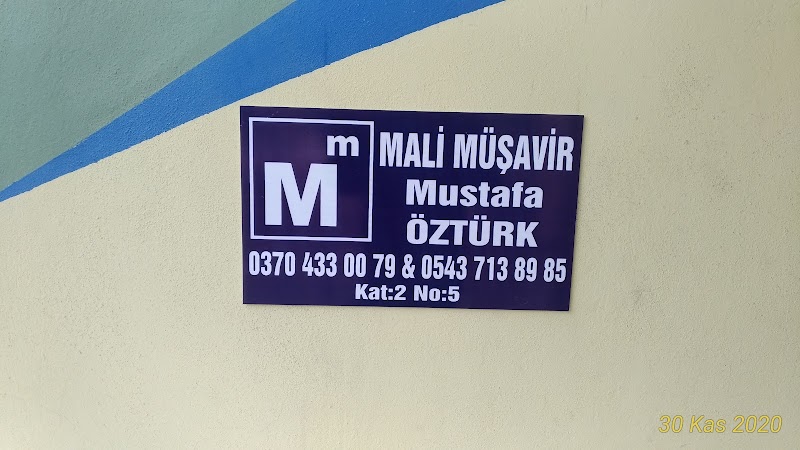 m
M
MALİ MÜŞAVİR
Mustafa
ÖZTÜRK
0370 433 00 79 & 0543 713 89 85
Kat:2 No:5
30 Kas 2020